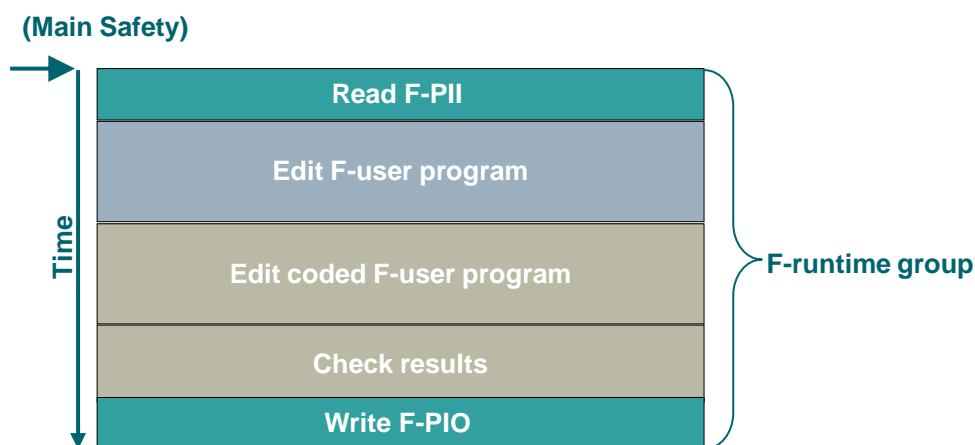 (Main Safety)
Read F-PII
Edit F-user program
Time
Edit coded F-user program
F-runtime group
Check results
Write F-PIO